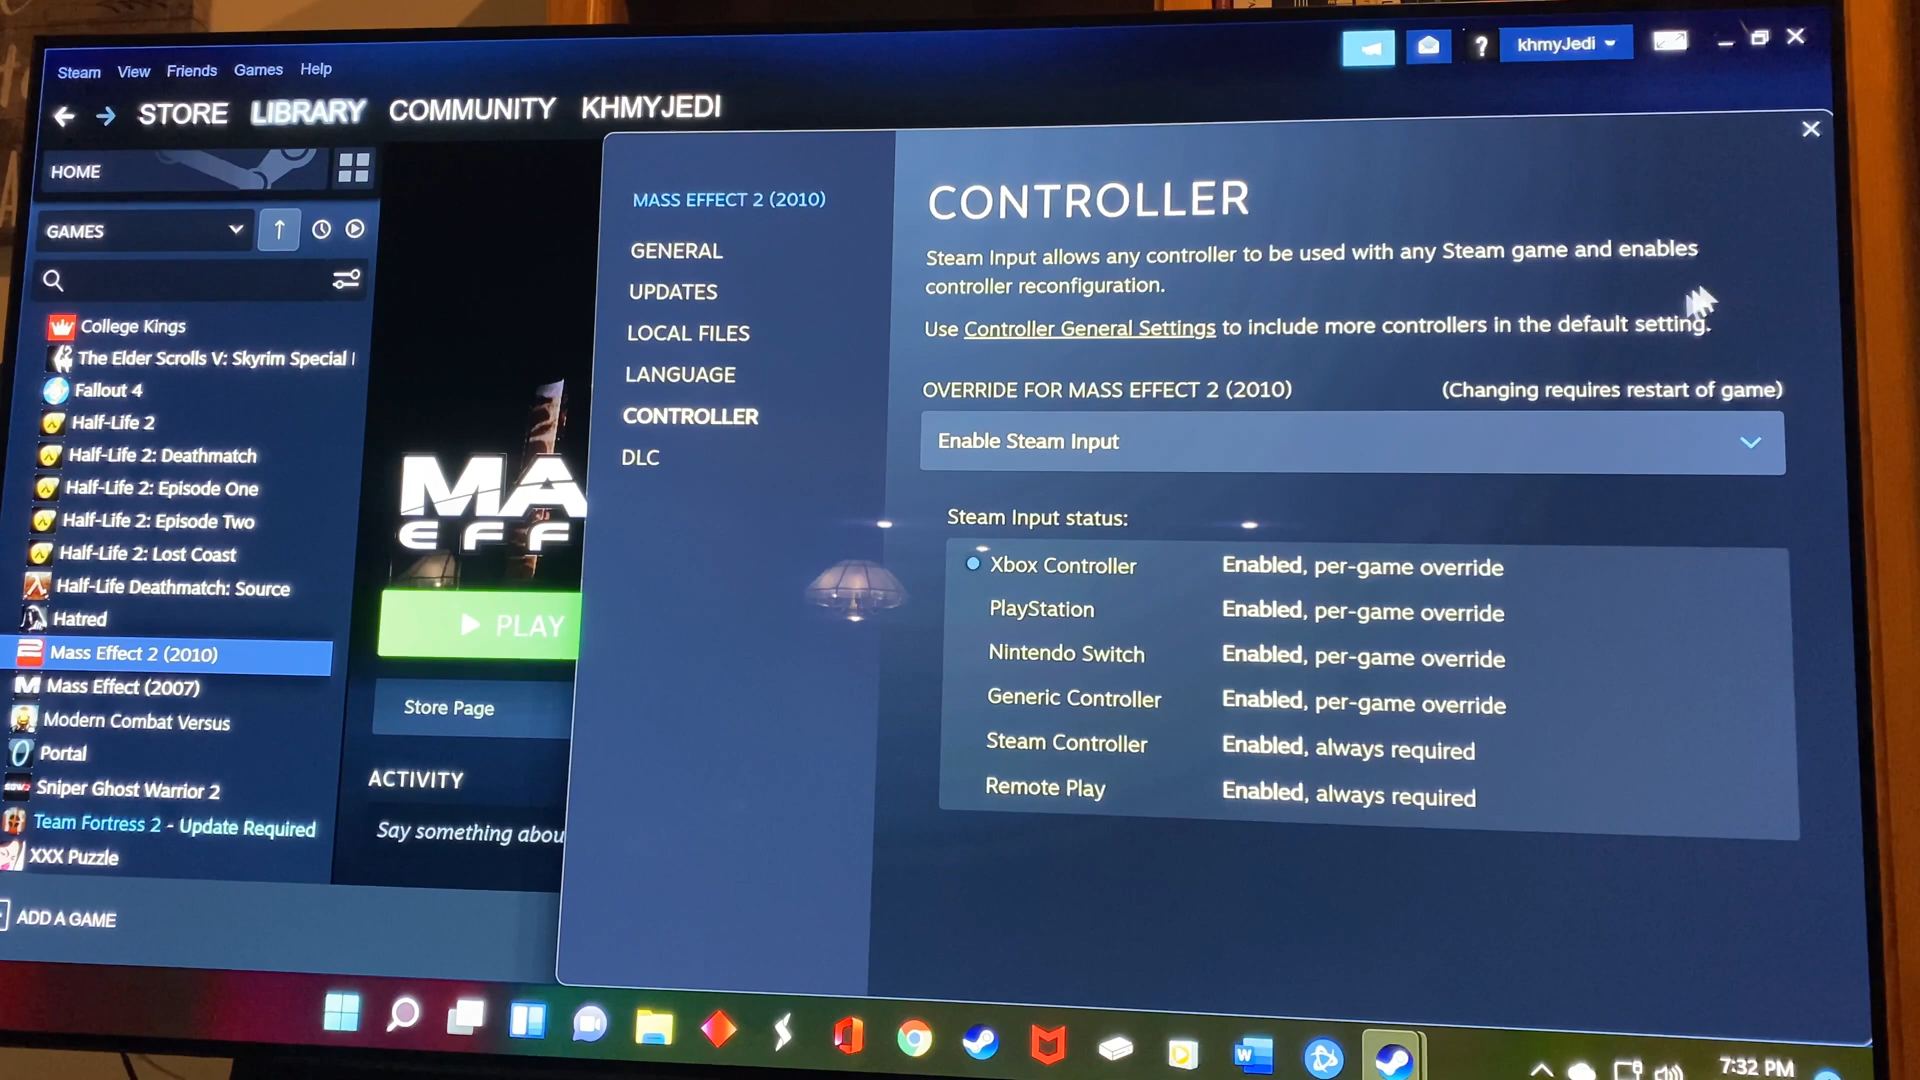 Steam View Friends Games Help
? khmyJedi
STORE LIBRARY COMMUNITY KHMYJEDI
HOME
GAMES
College Kings
The Elder Scrolls V: Skyrim Special
Fallout 4
Half-Life 2
Half-Life 2: Deathmatch
Half-Life 2: Episode One
Half-Life 2: Episode Two
Half-Life 2: Lost Coast
Half-Life Deathmatch: Source
Hatred
Mass Effect 2 (2010)
Mass Effect (2007)
Modern Combat Versus
Portal
Sniper Ghost Warrior 2
Team Fortress 2 - Update Required
XXX Puzzle
ADD A GAME
MA
EFF
PLAY
Store Page
ACTIVITY
Say something abou
MASS EFFECT 2 (2010)
GENERAL
UPDATES
LOCAL FILES
LANGUAGE
CONTROLLER
DLC
CONTROLLER
Steam Input allows any controller to be used with any Steam game and enables
controller reconfiguration.
Use Controller General Settings to include more controllers in the default setting.
OVERRIDE FOR MASS EFFECT 2 (2010) (Changing requires restart of game)
Enable Steam Input
Steam Input status:
Xbox Controller Enabled, per-game override
PlayStation Enabled, per-game override
Nintendo Switch Enabled, per-game override
Generic Controller Enabled, per-game override
Steam Controller Enabled, always required
Remote Play Enabled, always required
W
7:32 PM